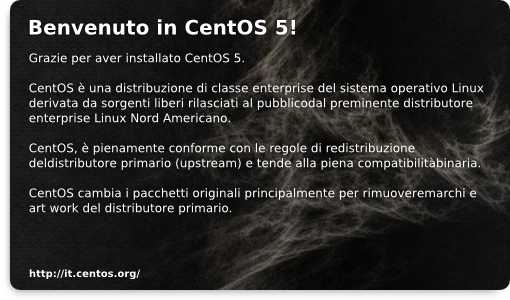 Benvenuto in CentOS 5!
Grazie per aver installato CentOS 5.
CentOS è una distribuzione di classe enterprise del sistema operativo Linux
derivata da sorgenti liberi rilasciati al pubblicodal preminente distributore
enterprise Linux Nord Americano.
CentOS, è pienamente conforme con le regole di redistribuzione
deldistributore primario (upstream) e tende alla piena compatibilitàbinaria.
CentOS cambia i pacchetti originali principalmente per rimuoveremarchi e
art work del distributore primario.
http://it.centos.org/